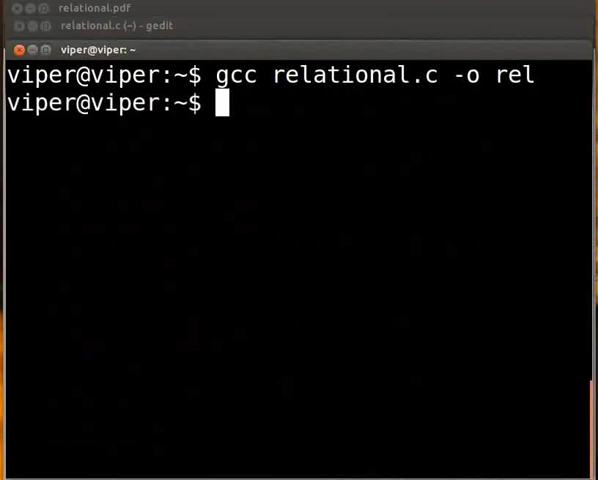 relational.pdf
relational.c (~) - gedit
viper@viper: ~
viper@viper:~$ gcc relational.c -o rel
viper@viper:~$